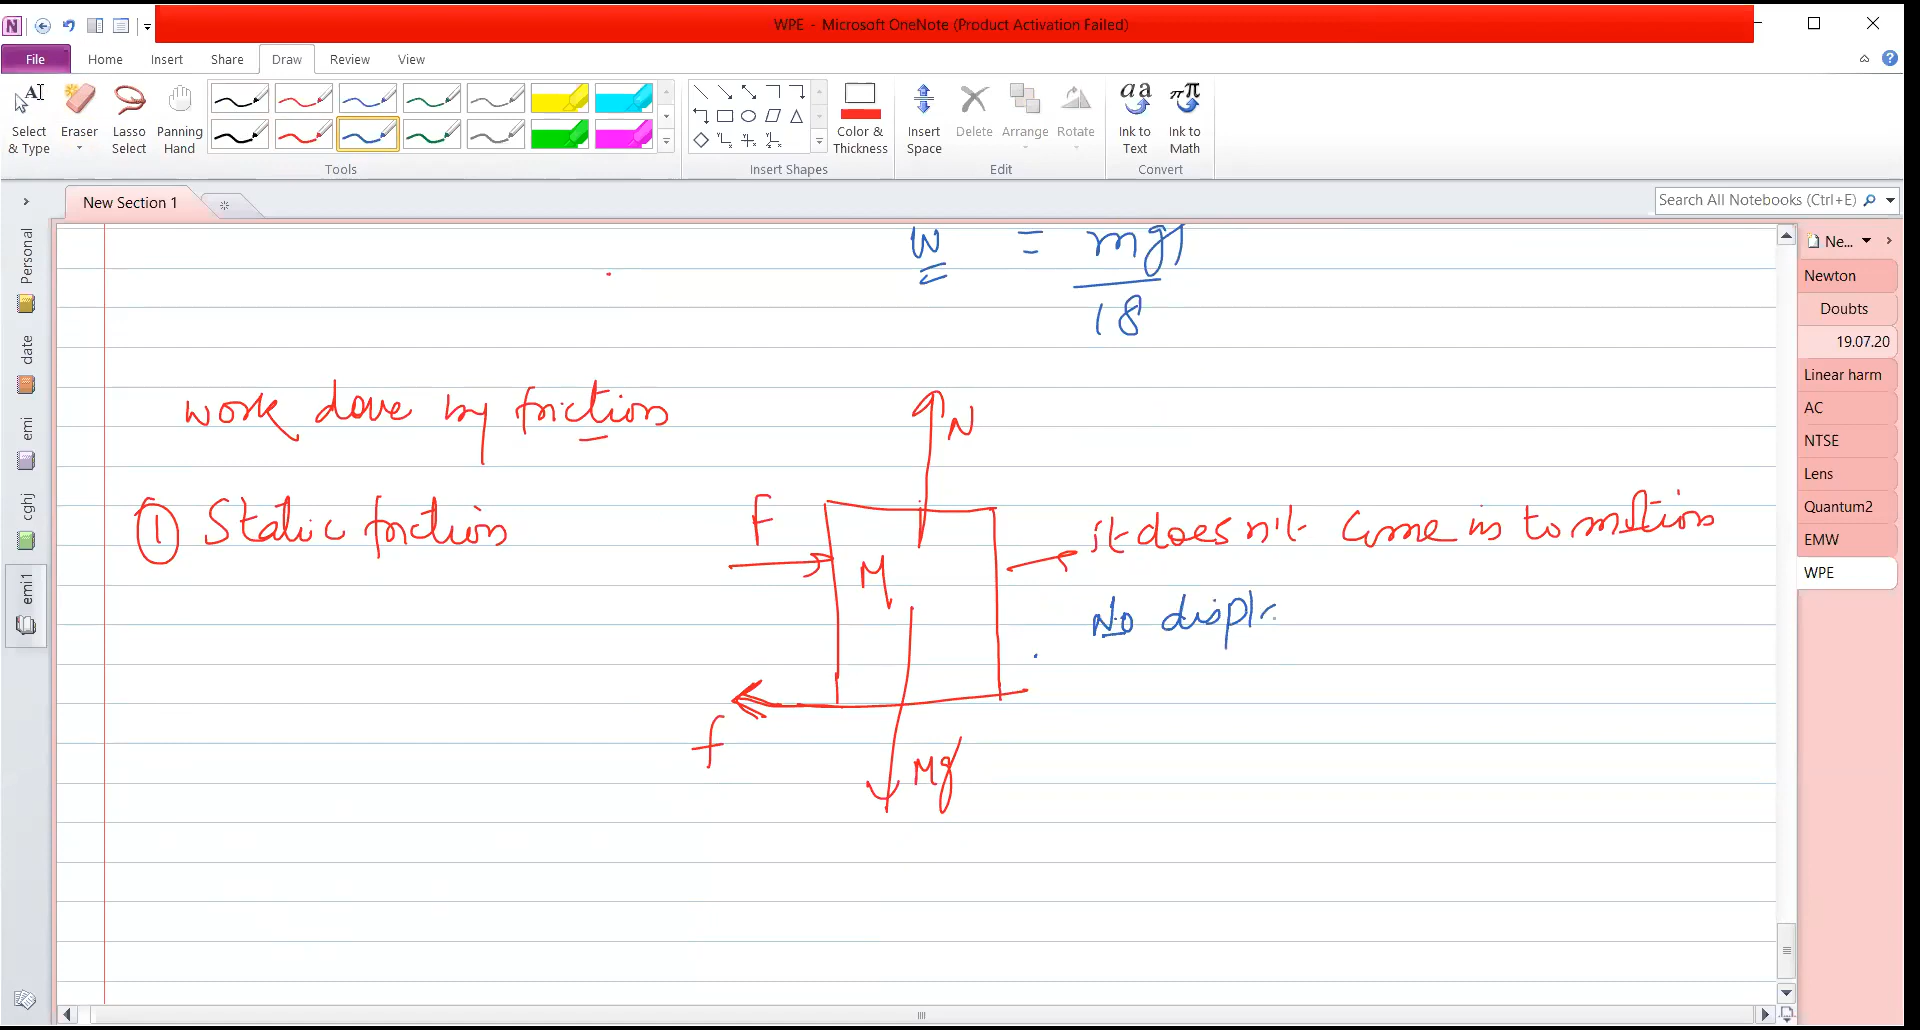 WPE - Microsoft OneNote (Product Activation Failed)
File Home Insert Share Draw Review View
Select & Type
Eraser
Lasso Select
Panning Hand
Color & Thickness
Insert Space
Delete
Arrange
Rotate
Ink to Text
Ink to Math
Tools
Insert Shapes
Edit
Convert
New Section 1
Search All Notebooks (Ctrl+E)
Personal
date
emi
cghj
emi1
Ne...
Newton
Doubts
19.07.20
Linear harm
AC
NTSE
Lens
Quantum2
EMW
WPE
W = mgl
18
work done by friction
N
① Static friction
F
M
it doesn't come in to motion
No displ
f
Mg